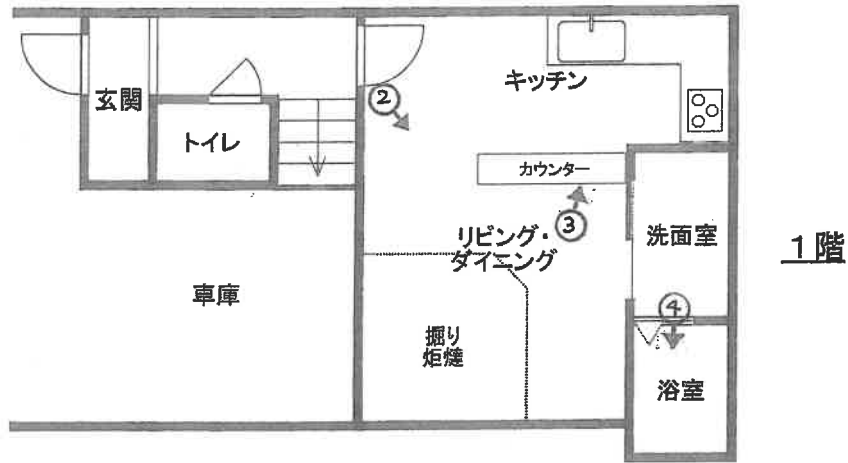 キッチン
玄関
②
トイレ
カウンター
③
リビング・
ダイニング
洗面室
1階
車庫
④
掘り
炬燵
浴室